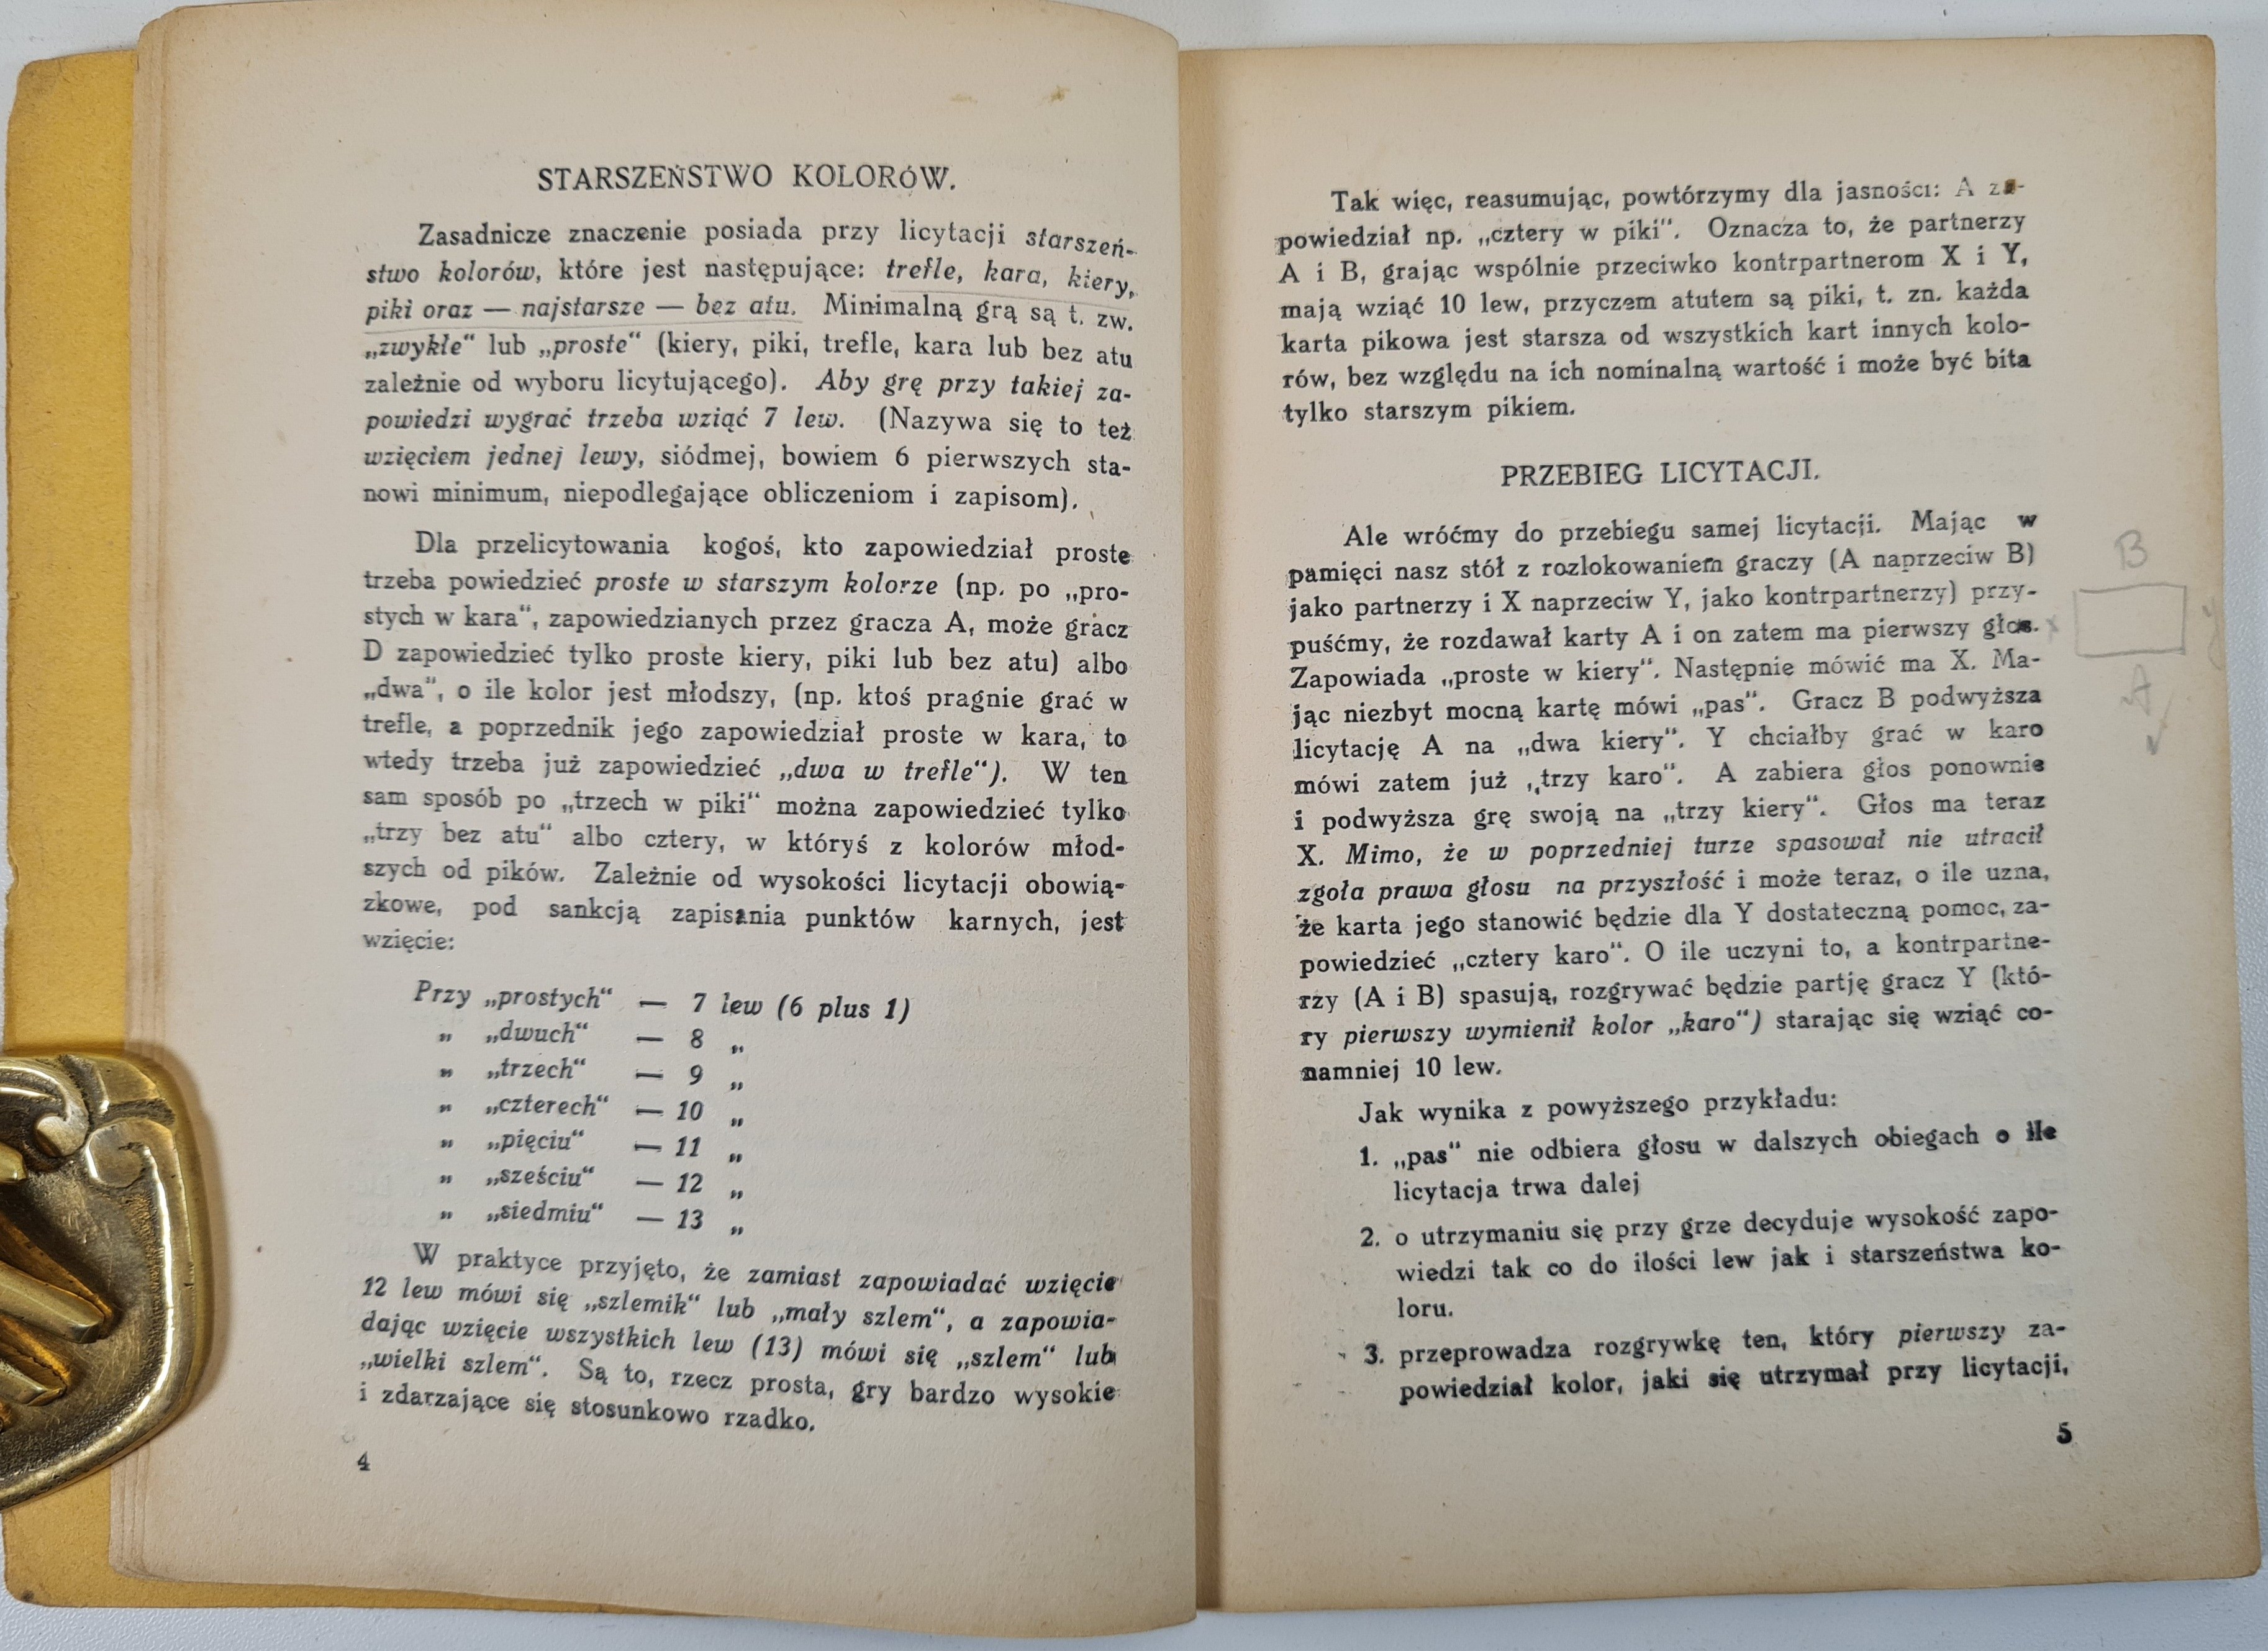 STARSZEŃSTWO KOLORÓW.
Zasadnicze znaczenie posiada przy licytacji starszeń-
stwo kolorów, które jest następujące: trefle, kara, kiery,
piki oraz — najstarsze — bez atu. Minimalną grą są t. zw.
„zwykłe“ lub „proste“ (kiery, piki, trefle, kara lub bez atu
zależnie od wyboru licytującego). Aby grę przy takiej za-
powiedzi wygrać trzeba wziąć 7 lew. (Nazywa się to też
wzięciem jednej lewy, siódmej, bowiem 6 pierwszych sta-
nowi minimum, niepodlegające obliczeniom i zapisom).
Dla przelicytowania kogoś, kto zapowiedział proste
trzeba powiedzieć proste w starszym kolorze (np. po „pro-
stych w kara“, zapowiedzianych przez gracza A, może gracz
D zapowiedzieć tylko proste kiery, piki lub bez atu) albo
„dwa“, o ile kolor jest młodszy, (np. ktoś pragnie grać w
trefle, a poprzednik jego zapowiedział proste w kara, to
wtedy trzeba już zapowiedzieć „dwa w trefle“). W ten
sam sposób po „trzech w piki“ można zapowiedzieć tylko
„trzy bez atu“ albo cztery, w któryś z kolorów młod-
szych od pików. Zależnie od wysokości licytacji obowią-
zkowe, pod sankcją zapisania punktów karnych, jest
wzięcie:
Przy „prostych“ — 7 lew (6 plus 1)
„ „dwuch“ — 8 „
„ „trzech“ — 9 „
„ „czterech“ — 10 „
„ „pięciu“ — 11 „
„ „sześciu“ — 12 „
„ „siedmiu“ — 13 „
W praktyce przyjęto, że zamiast zapowiadać wzięcie
12 lew mówi się „szlemik“ lub „mały szlem“, a zapowia-
dając wzięcie wszystkich lew (13) mówi się „szlem“ lub
„wielki szlem“. Są to, rzecz prosta, gry bardzo wysokie
i zdarzające się stosunkowo rzadko.
4
Tak więc, reasumując, powtórzymy dla jasności: A za-
powiedział np. „cztery w piki“. Oznacza to, że partnerzy
A i B, grając wspólnie przeciwko kontrpartnerom X i Y,
mają wziąć 10 lew, przyczem atutem są piki, t. zn. każda
karta pikowa jest starsza od wszystkich kart innych kolo-
rów, bez względu na ich nominalną wartość i może być bita
tylko starszym pikiem.
PRZEBIEG LICYTACJI.
Ale wróćmy do przebiegu samej licytacji. Mając w
pamięci nasz stół z rozlokowaniem graczy (A naprzeciw B)
jako partnerzy i X naprzeciw Y, jako kontrpartnerzy) przy-
puśćmy, że rozdawał karty A i on zatem ma pierwszy głos.
Zapowiada „proste w kiery“. Następnie mówić ma X. Ma-
jąc niezbyt mocną kartę mówi „pas“. Gracz B podwyższa
licytację A na „dwa kiery“. Y chciałby grać w karo
mówi zatem już „trzy karo“. A zabiera głos ponownie
i podwyższa grę swoją na „trzy kiery“. Głos ma teraz
X. Mimo, że w poprzedniej turze spasował nie utracił
zgoła prawa głosu na przyszłość i może teraz, o ile uzna,
że karta jego stanowić będzie dla Y dostateczną pomoc, za-
powiedzieć „cztery karo“. O ile uczyni to, a kontrpartne-
rzy (A i B) spasują, rozgrywać będzie partję gracz Y (któ-
ry pierwszy wymienił kolor „karo“) starając się wziąć co-
namniej 10 lew.
Jak wynika z powyższego przykładu:
1. „pas“ nie odbiera głosu w dalszych obiegach o ile
licytacja trwa dalej
2. o utrzymaniu się przy grze decyduje wysokość zapo-
wiedzi tak co do ilości lew jak i starszeństwa ko-
loru.
3. przeprowadza rozgrywkę ten, który pierwszy za-
powiedział kolor, jaki się utrzymał przy licytacji,
5
B
x y
A